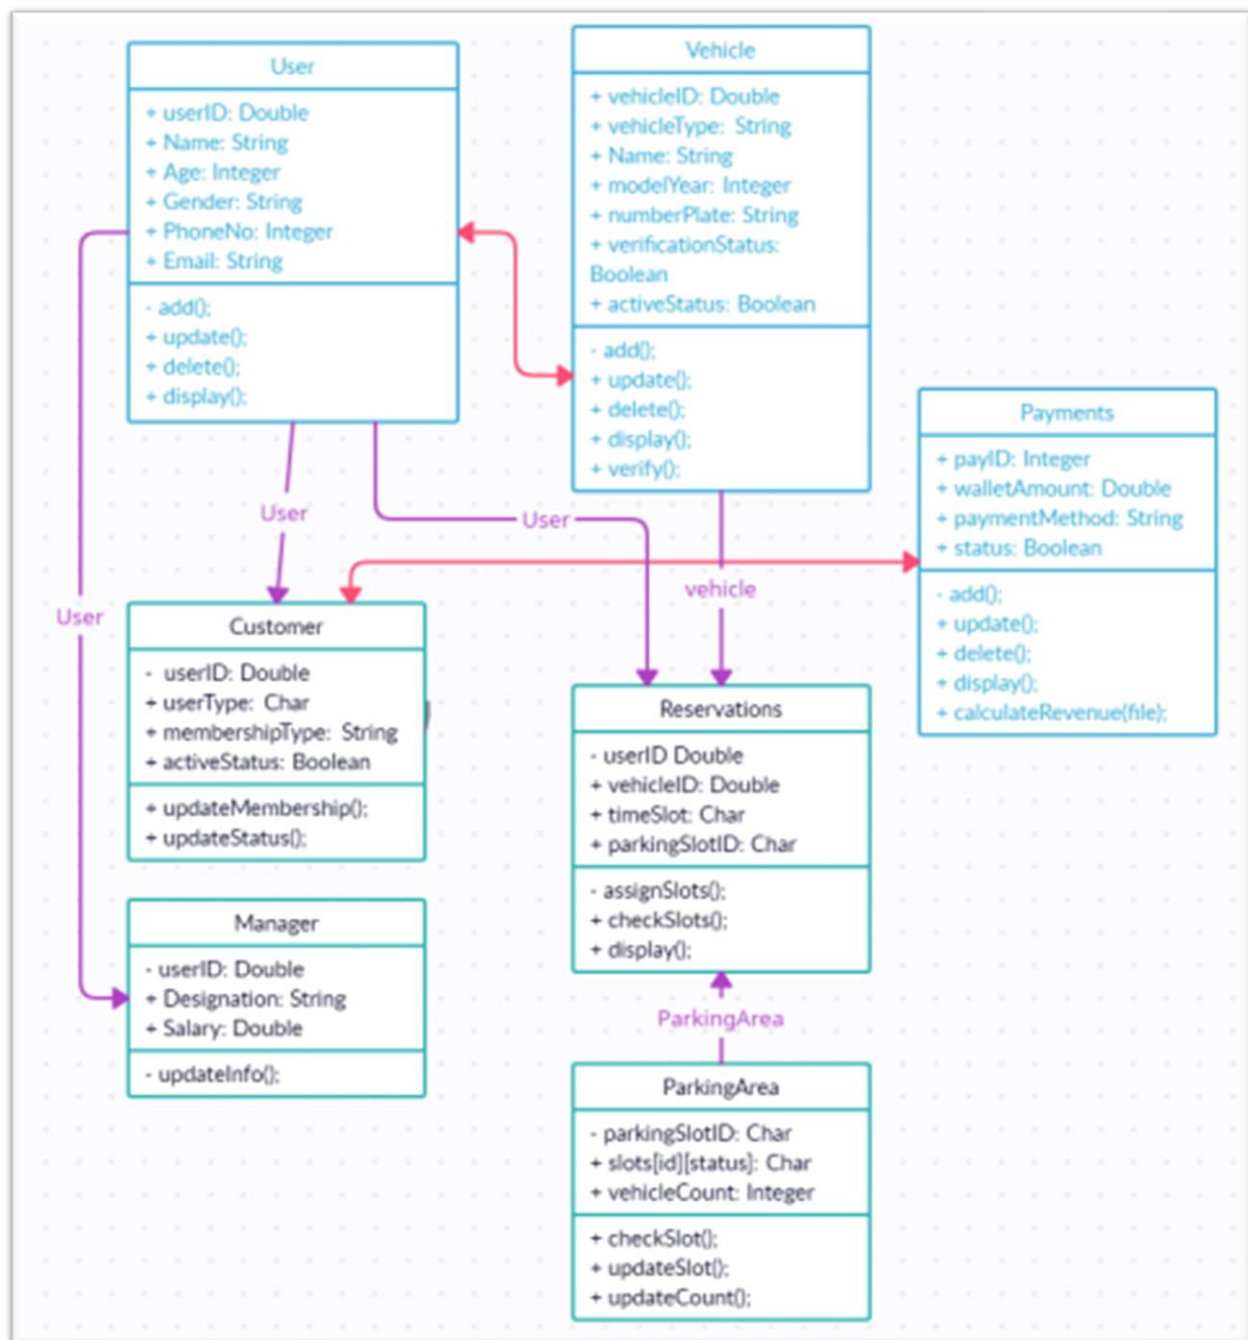 User
+ userID: Double
+ Name: String
+ Age: Integer
+ Gender: String
+ PhoneNo: Integer
+ Email: String
- add();
+ update();
+ delete();
+ display();
Vehicle
+ vehicleID: Double
+ vehicleType: String
+ Name: String
+ modelYear: Integer
+ numberPlate: String
+ verificationStatus:
Boolean
+ activeStatus: Boolean
- add();
+ update();
+ delete();
+ display();
+ verify();
Payments
+ payID: Integer
+ walletAmount: Double
+ paymentMethod: String
+ status: Boolean
- add();
+ update();
+ delete();
+ display();
+ calculateRevenue(file);
User
User
vehicle
User
Customer
- userID: Double
+ userType: Char
+ membershipType: String
+ activeStatus: Boolean
+ updateMembership();
+ updateStatus();
Reservations
- userID Double
+ vehicleID: Double
+ timeSlot: Char
+ parkingSlotID: Char
- assignSlots();
+ checkSlots();
+ display();
Manager
- userID: Double
+ Designation: String
+ Salary: Double
- updateInfo();
ParkingArea
ParkingArea
- parkingSlotID: Char
+ slots[id][status]: Char
+ vehicleCount: Integer
+ checkSlot();
+ updateSlot();
+ updateCount();